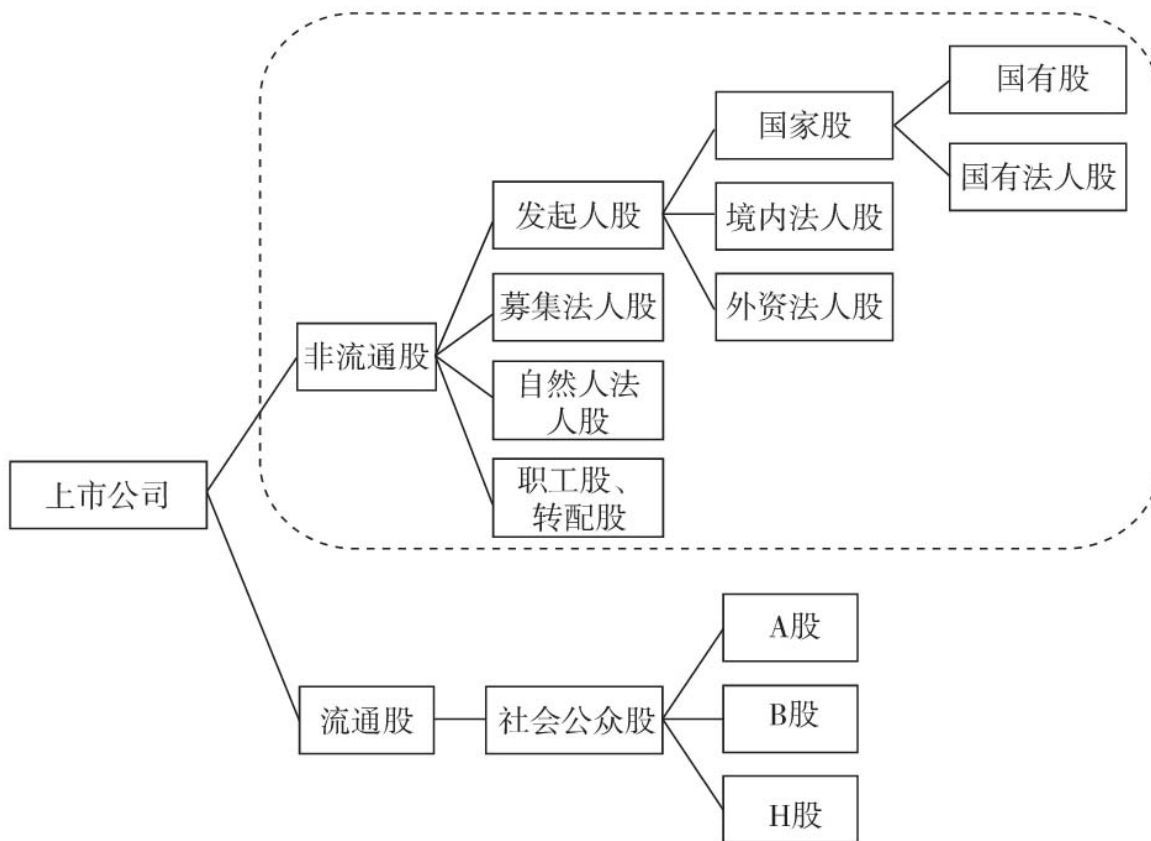 国有股
国家股
国有法人股
发起人股
境内法人股
募集法人股
外资法人股
非流通股
自然人法
人股
上市公司
职工股、
转配股
A股
流通股
社会公众股
B股
H股